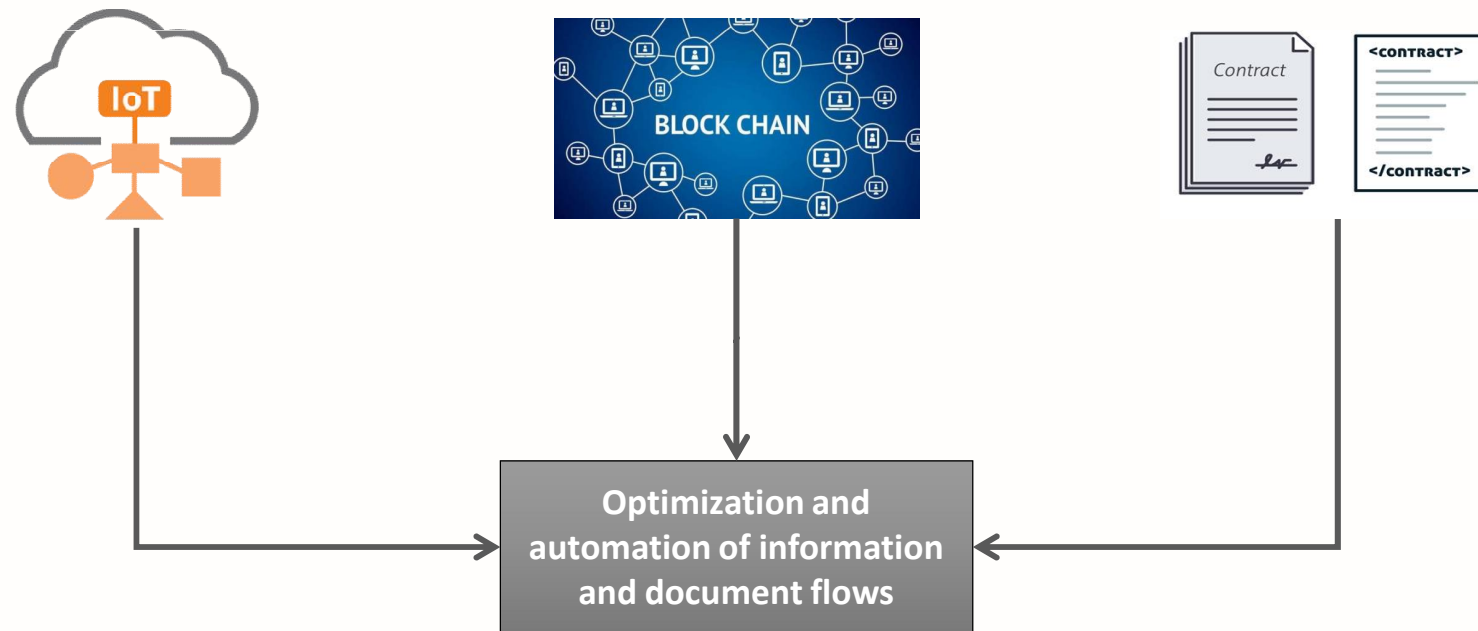 IoT
BLOCK CHAIN
Contract
<contract>
</contract>
Optimization and
automation of information
and document flows